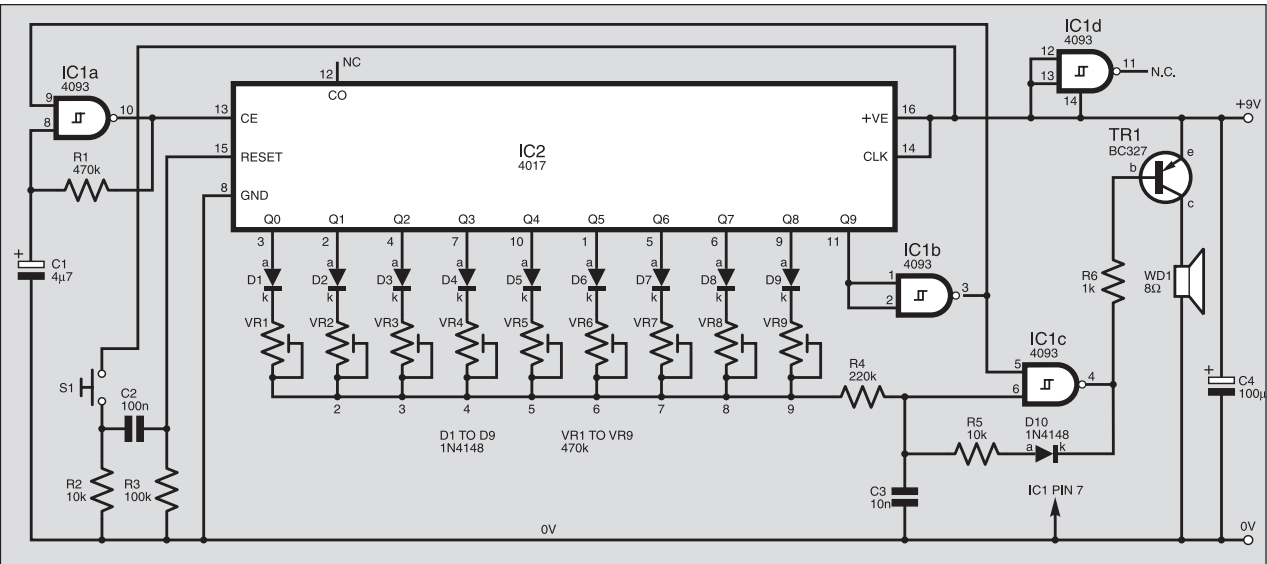 IC1a
4093
9
8
10
R1
470k
+
C1
4µ7
S1
C2
100n
R2
10k
R3
100k
NC
12
CO
13
CE
15
RESET
8
GND
IC2
4017
+VE
16
CLK
14
Q0
Q1
Q2
Q3
Q4
Q5
Q6
Q7
Q8
Q9
3
2
4
7
10
1
5
6
9
11
a
a
a
a
a
a
a
a
a
D1
D2
D3
D4
D5
D6
D7
D8
D9
k
k
k
k
k
k
k
k
k
VR1
VR2
VR3
VR4
VR5
VR6
VR7
VR8
VR9
2
3
4
5
6
7
8
9
D1 TO D9
1N4148
VR1 TO VR9
470k
IC1b
4093
1
2
3
IC1d
4093
12
13
11
N.C.
14
+9V
TR1
BC327
e
b
c
R6
1k
WD1
8Ω
IC1c
4093
5
6
4
R4
220k
R5
10k
D10
1N4148
a
k
C3
10n
IC1 PIN 7
+
C4
100µ
0V
0V